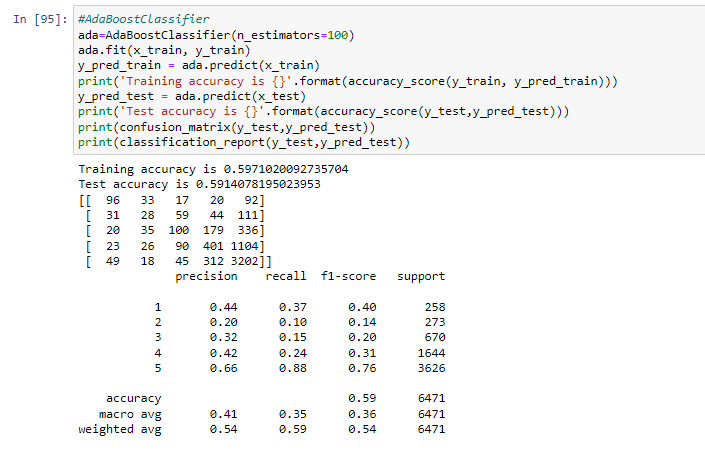 In [95]: #AdaBoostClassifier
ada=AdaBoostClassifier(n_estimators=100)
ada.fit(x_train, y_train)
y_pred_train = ada.predict(x_train)
print('Training accuracy is {}'.format(accuracy_score(y_train, y_pred_train)))
y_pred_test = ada.predict(x_test)
print('Test accuracy is {}'.format(accuracy_score(y_test,y_pred_test)))
print(confusion_matrix(y_test,y_pred_test))
print(classification_report(y_test,y_pred_test))
Training accuracy is 0.5971020092735704
Test accuracy is 0.5914078195023953
[[  96   33   17   20   92]
 [  31   28   59   44  111]
 [  20   35  100  179  336]
 [  23   26   90  401 1104]
 [  49   18   45  312 3202]]
              precision    recall  f1-score   support
           1       0.44      0.37      0.40       258
           2       0.20      0.10      0.14       273
           3       0.32      0.15      0.20       670
           4       0.42      0.24      0.31      1644
           5       0.66      0.88      0.76      3626
    accuracy                           0.59      6471
   macro avg       0.41      0.35      0.36      6471
weighted avg       0.54      0.59      0.54      6471